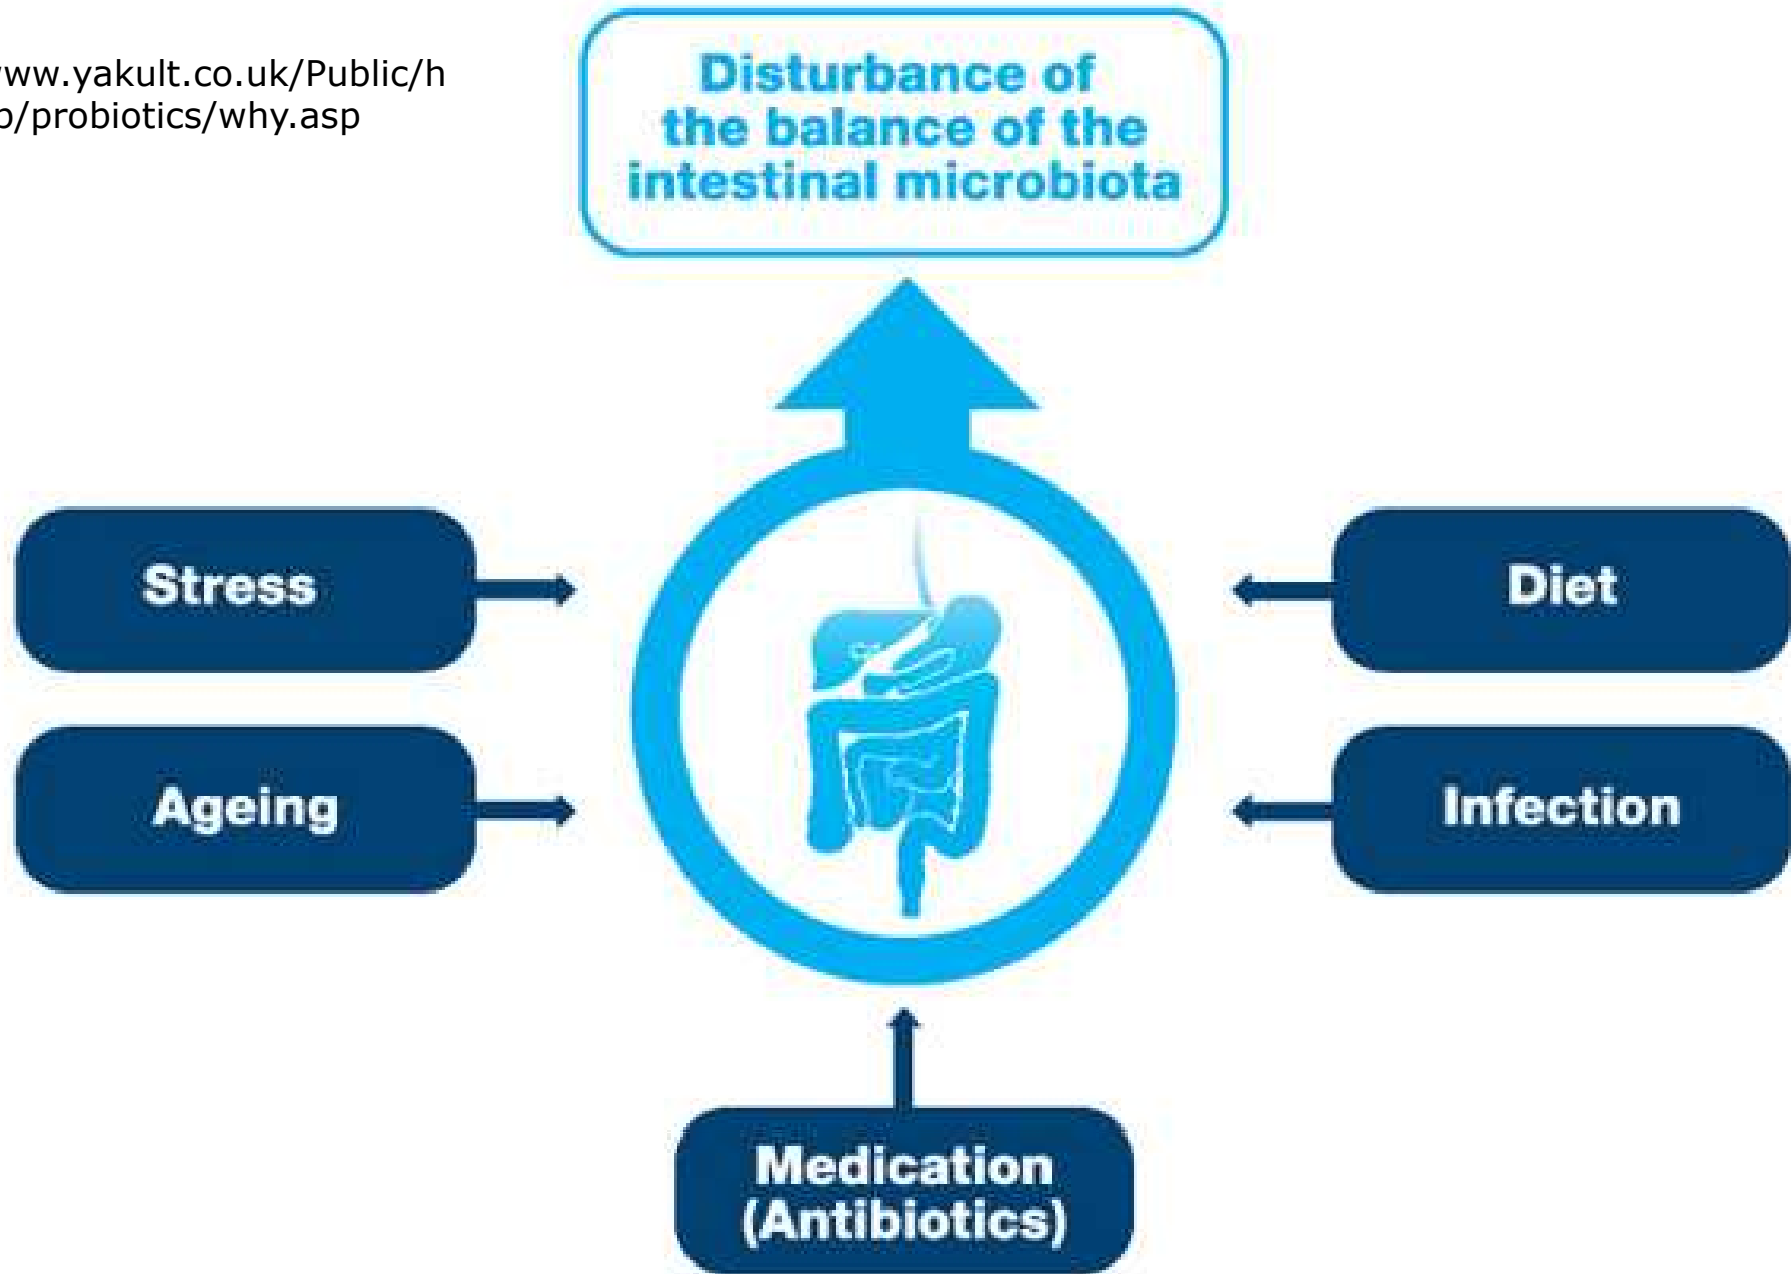 www.yakult.co.uk/Public/h
p/probiotics/why.asp
Disturbance of
the balance of the
intestinal microbiota
Stress
Diet
Ageing
Infection
Medication
(Antibiotics)